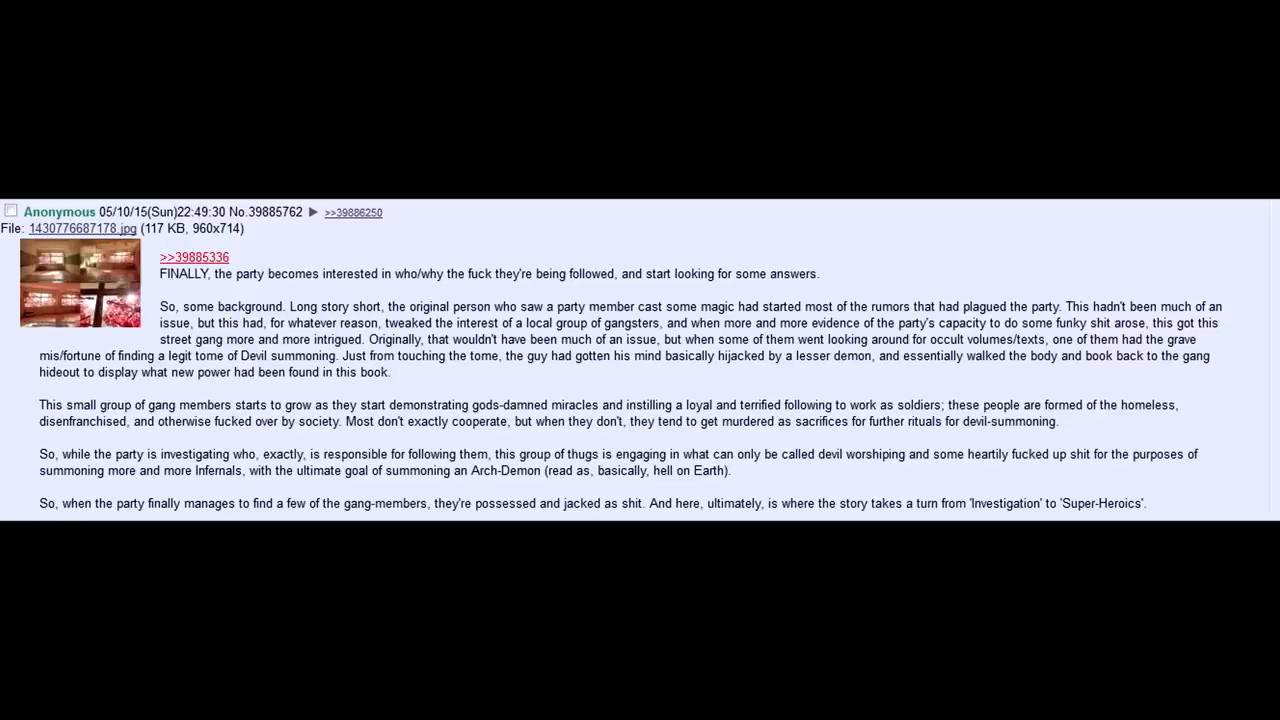 Anonymous 05/10/15(Sun)22:49:30 No.39885762 ▶ >>39886250
File: 1430776687178.jpg (117 KB, 960x714)
>>39885336
FINALLY, the party becomes interested in who/why the fuck they're being followed, and start looking for some answers.
So, some background. Long story short, the original person who saw a party member cast some magic had started most of the rumors that had plagued the party. This hadn't been much of an
issue, but this had, for whatever reason, tweaked the interest of a local group of gangsters, and when more and more evidence of the party's capacity to do some funky shit arose, this got this
street gang more and more intrigued. Originally, that wouldn't have been much of an issue, but when some of them went looking around for occult volumes/texts, one of them had the grave
mis/fortune of finding a legit tome of Devil summoning. Just from touching the tome, the guy had gotten his mind basically hijacked by a lesser demon, and essentially walked the body and book back to the gang
hideout to display what new power had been found in this book.
This small group of gang members starts to grow as they start demonstrating gods-damned miracles and instilling a loyal and terrified following to work as soldiers; these people are formed of the homeless,
disenfranchised, and otherwise fucked over by society. Most don't exactly cooperate, but when they don't, they tend to get murdered as sacrifices for further rituals for devil-summoning.
So, while the party is investigating who, exactly, is responsible for following them, this group of thugs is engaging in what can only be called devil worshiping and some heartily fucked up shit for the purposes of
summoning more and more Infernals, with the ultimate goal of summoning an Arch-Demon (read as, basically, hell on Earth).
So, when the party finally manages to find a few of the gang-members, they're possessed and jacked as shit. And here, ultimately, is where the story takes a turn from 'Investigation' to 'Super-Heroics'.